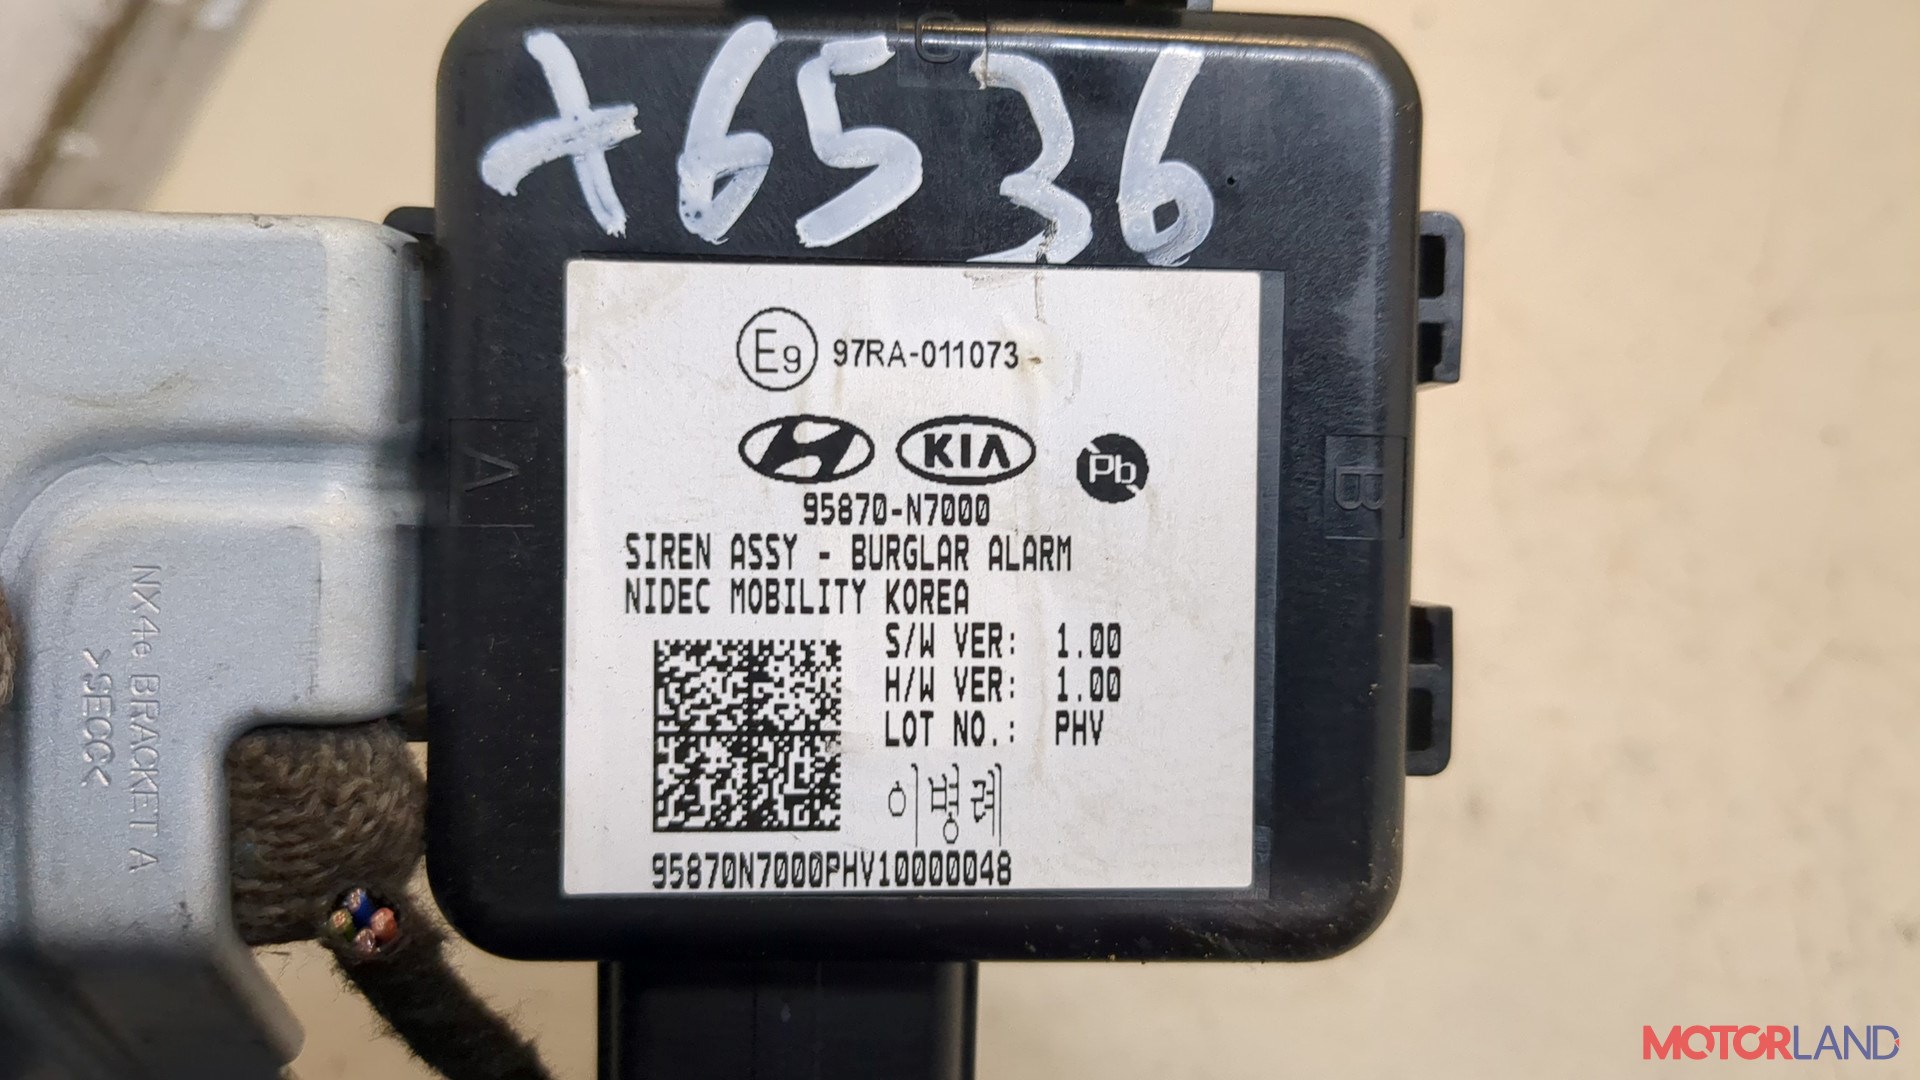 +6536
C
E9 97RA-011073
KIA
Pb
95870-N7000
SIREN ASSY - BURGLAR ALARM
NIDEC MOBILITY KOREA
S/W VER: 1.00
H/W VER: 1.00
LOT NO.: PHV
이병례
95870N7000PHV10000048
A
B
NX4e BRACKET A
>SECC<
MOTORLAND